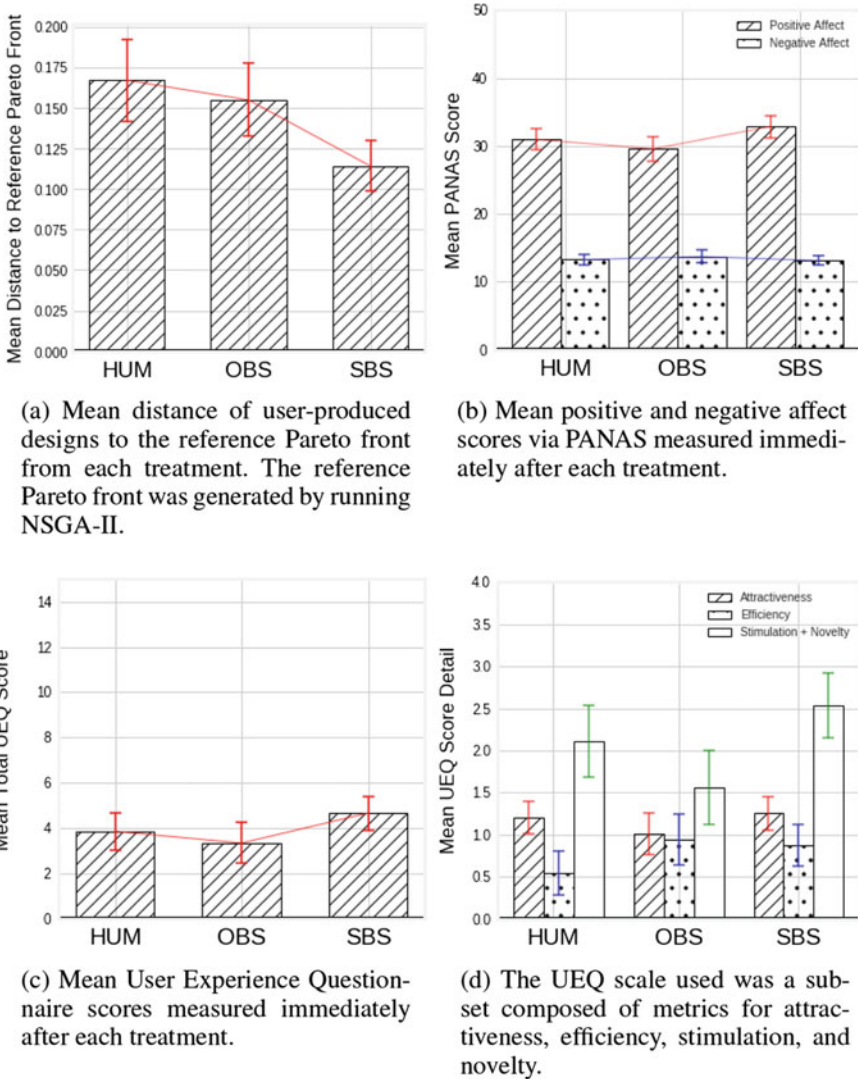 0.200
0.175
0.150
0.125
0.100
0.075
0.050
0.025
0.000
Mean Distance to Reference Pareto Front
HUM OBS SBS
(a) Mean distance of user-produced
designs to the reference Pareto front
from each treatment. The reference
Pareto front was generated by running
NSGA-II.
50
40
30
20
10
0
Mean PANAS Score
Positive Affect
Negative Affect
HUM OBS SBS
(b) Mean positive and negative affect
scores via PANAS measured immedi-
ately after each treatment.
14
12
10
8
6
4
2
0
Mean Total UEQ Score
HUM OBS SBS
(c) Mean User Experience Question-
naire scores measured immediately
after each treatment.
4.0
3.5
3.0
2.5
2.0
1.5
1.0
0.5
0.0
Mean UEQ Score Detail
Attractiveness
Efficiency
Stimulation + Novelty
HUM OBS SBS
(d) The UEQ scale used was a sub-
set composed of metrics for attrac-
tiveness, efficiency, stimulation, and
novelty.